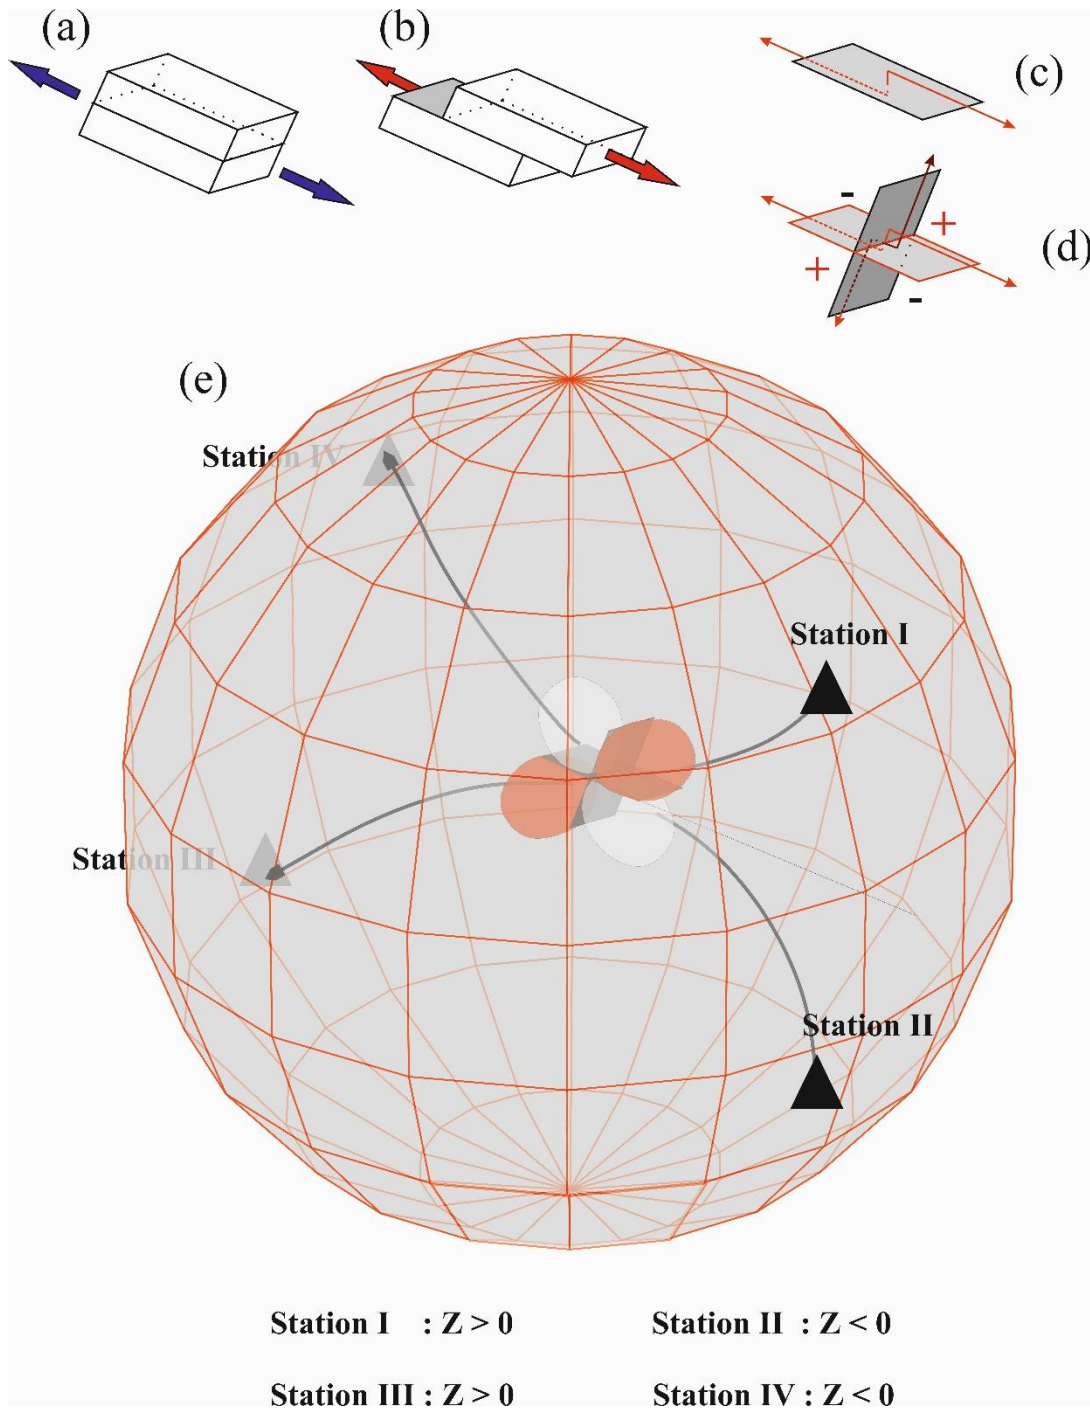 (a)
(b)
(c)
-
+
(d)
+
-
(e)
Station IV
Station I
Station III
Station II
Station I : Z > 0
Station II : Z < 0
Station III : Z > 0
Station IV : Z < 0